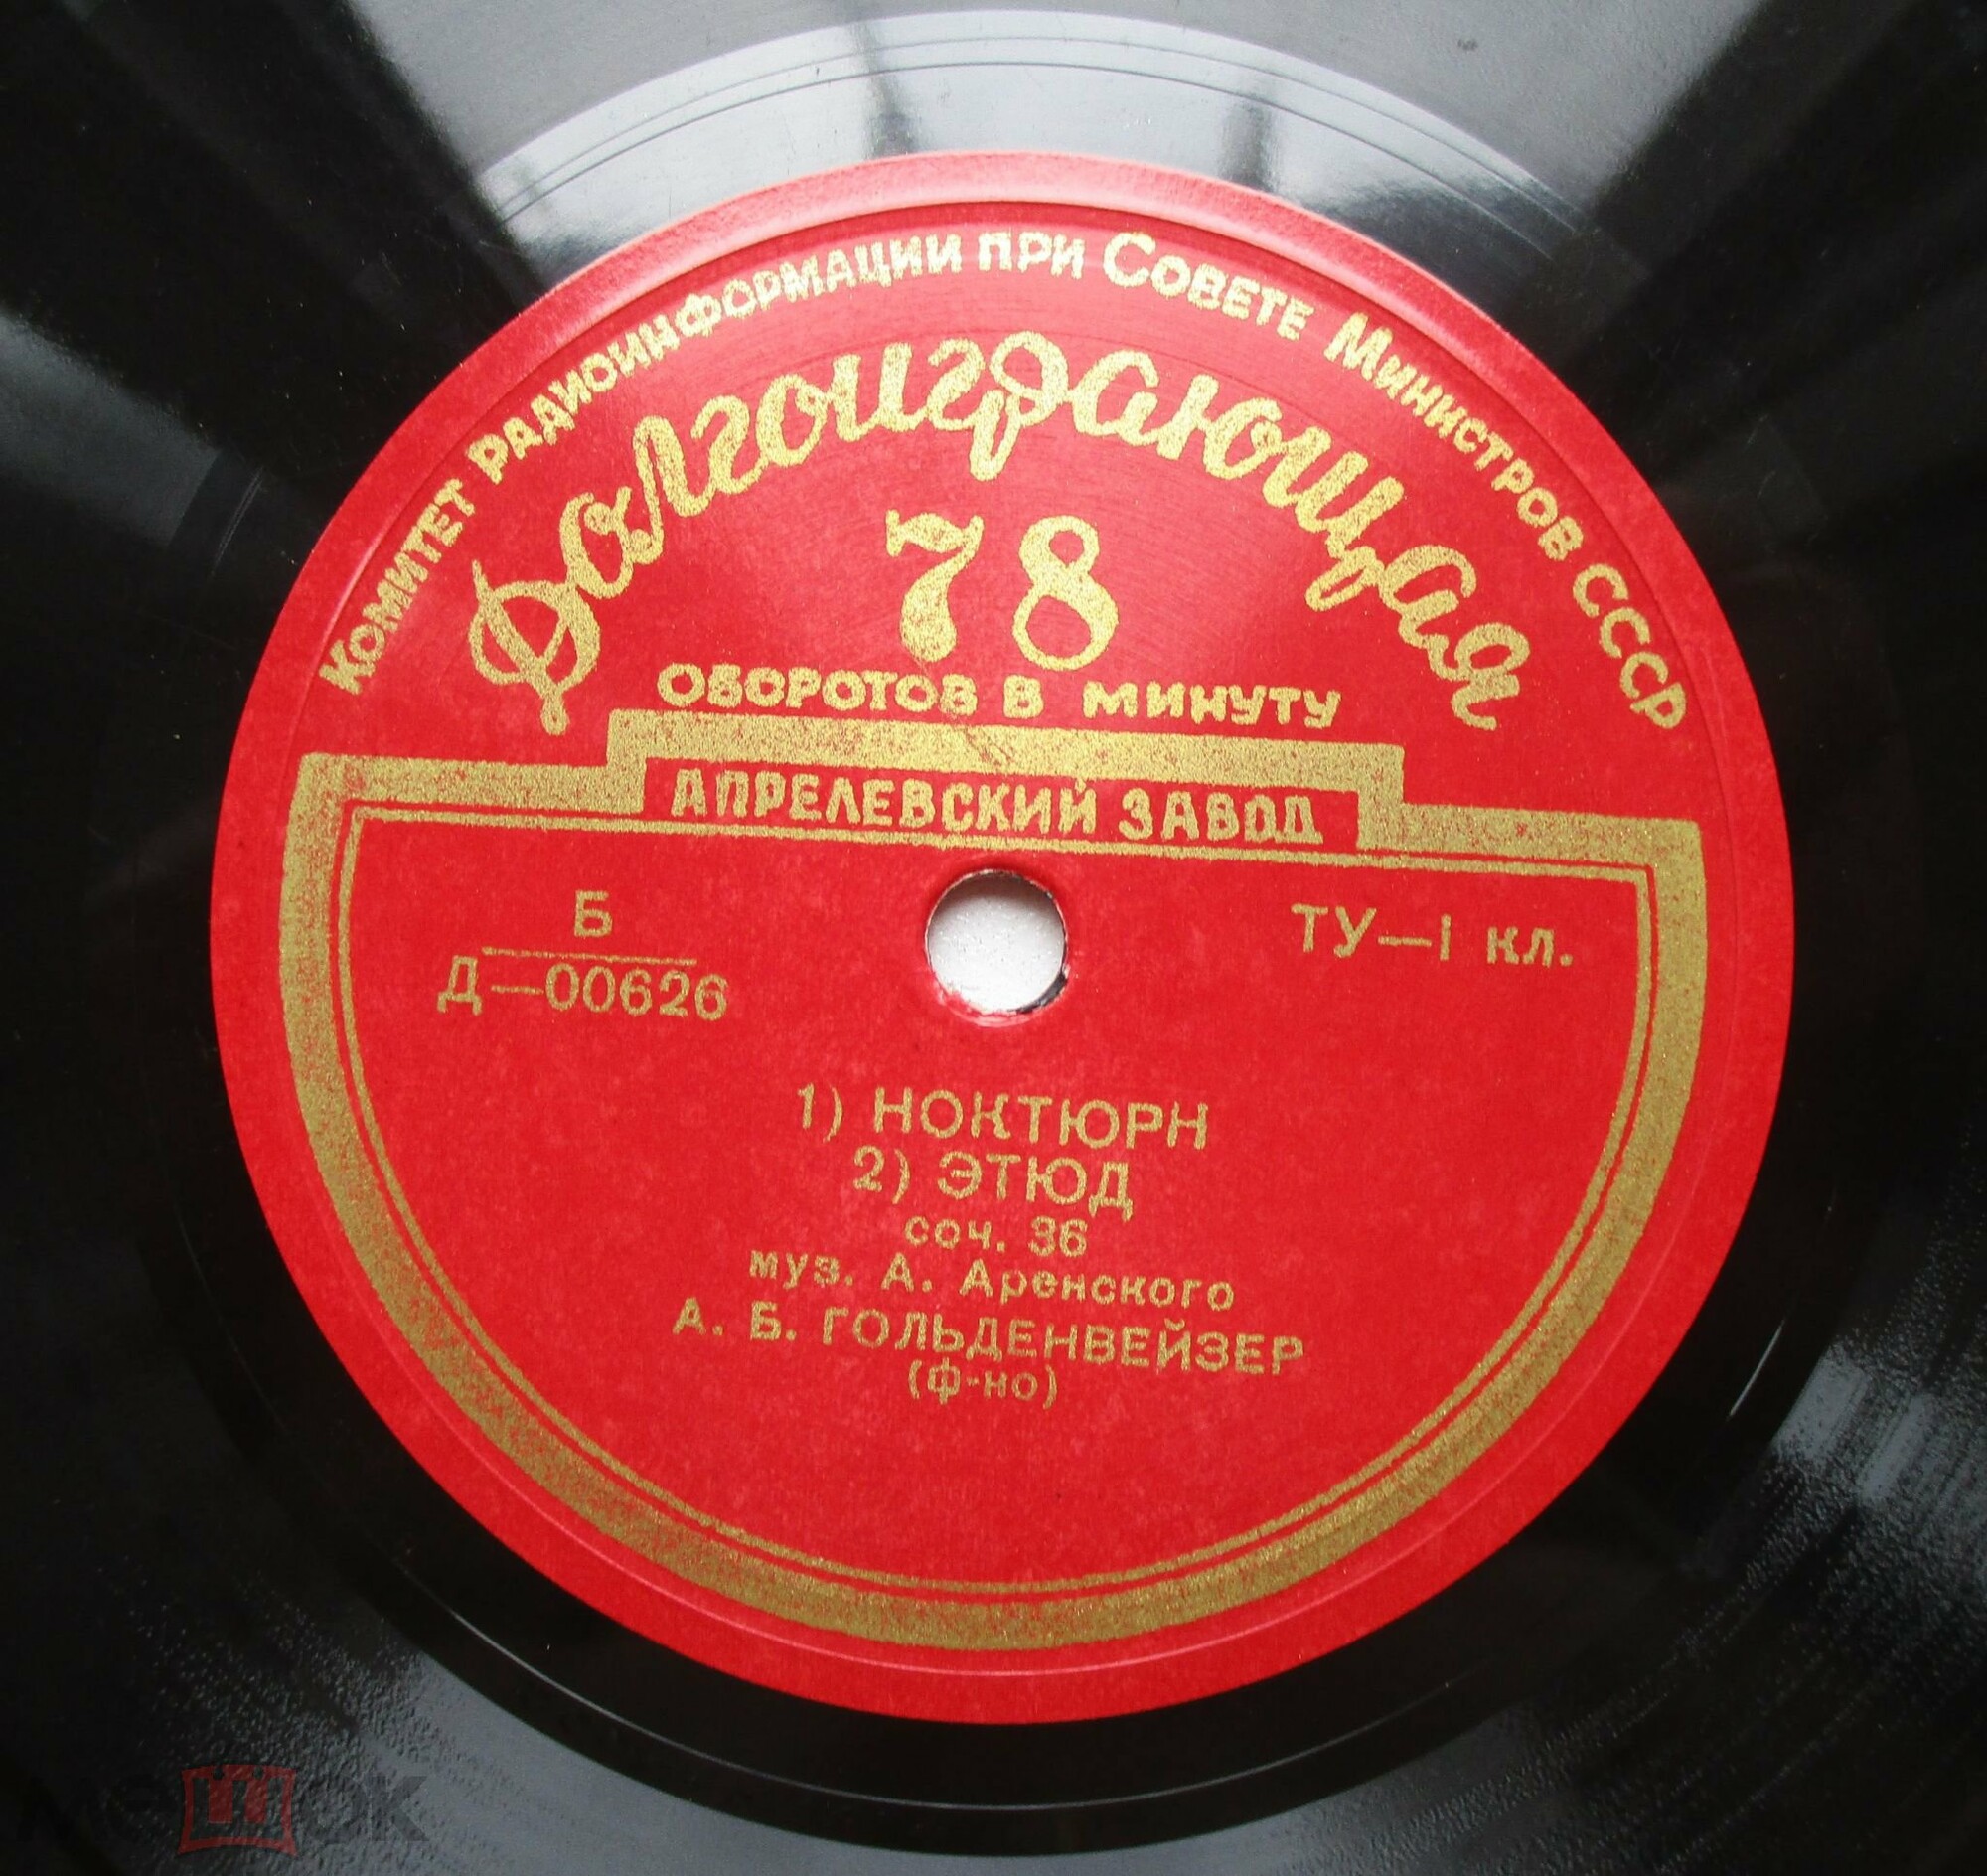 Комитет радиоинформации при Совете Министров СССР
Долгоиграющая
78
ОБОРОТОВ В МИНУТУ
АПРЕЛЕВСКИЙ ЗАВОД
Б
Д—00626
ТУ—I кл.
1) НОКТЮРН
2) ЭТЮД
соч. 36
муз. А. Аренского
А. Б. ГОЛЬДЕНВЕЙЗЕР
(ф-но)
мешок